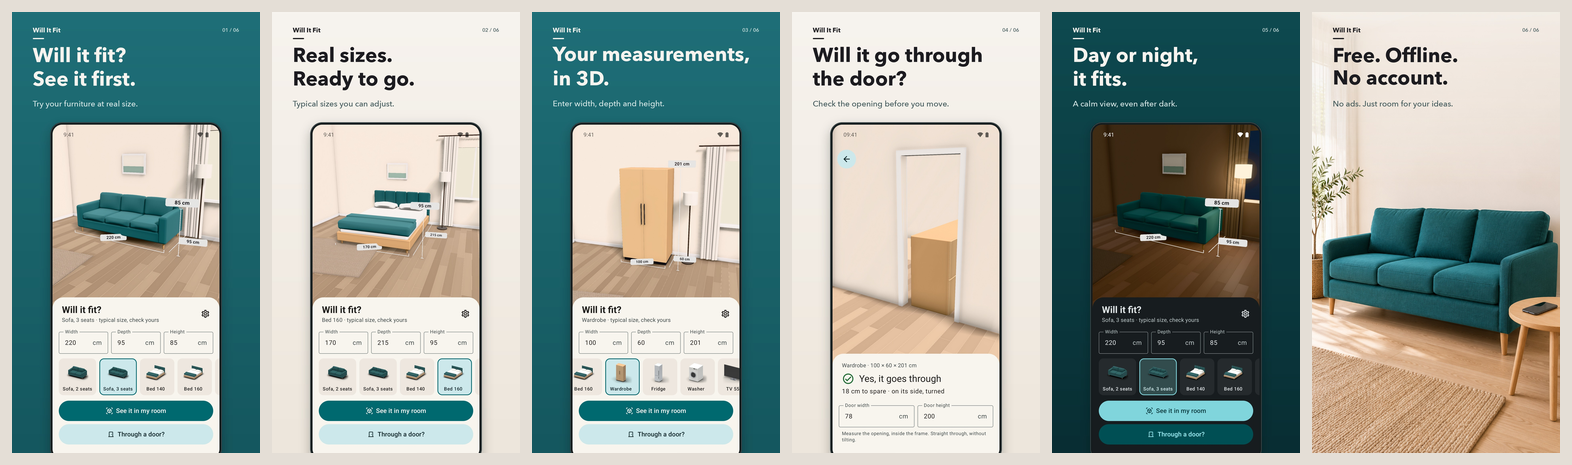 Will It Fit
01 / 06
Will it fit?
See it first.
Try your furniture at real size.
9:41
85 cm
220 cm
95 cm
Will it fit?
Sofa, 3 seats · typical size, check yours
Width
Depth
Height
220 cm
95 cm
85 cm
Sofa, 2 seats
Sofa, 3 seats
Bed 140
Bed 160
See it in my room
Through a door?
Will It Fit
02 / 06
Real sizes.
Ready to go.
Typical sizes you can adjust.
9:41
95 cm
215 cm
170 cm
Will it fit?
Bed 160 · typical size, check yours
Width
Depth
Height
170 cm
215 cm
95 cm
Sofa, 2 seats
Sofa, 3 seats
Bed 140
Bed 160
See it in my room
Through a door?
Will It Fit
03 / 06
Your measurements,
in 3D.
Enter width, depth and height.
9:41
201 cm
100 cm
60 cm
Will it fit?
Wardrobe · typical size, check yours
Width
Depth
Height
100 cm
60 cm
201 cm
Bed 160
Wardrobe
Fridge
Washer
TV 55
See it in my room
Through a door?
Will It Fit
04 / 06
Will it go through
the door?
Check the opening before you move.
09:41
Wardrobe · 100 × 60 × 201 cm
Yes, it goes through
18 cm to spare · on its side, turned
Door width
Door height
78 cm
200 cm
Measure the opening, inside the frame. Straight through, without
tilting.
Will It Fit
05 / 06
Day or night,
it fits.
A calm view, even after dark.
9:41
85 cm
220 cm
95 cm
Will it fit?
Sofa, 3 seats · typical size, check yours
Width
Depth
Height
220 cm
95 cm
85 cm
Sofa, 2 seats
Sofa, 3 seats
Bed 140
Bed 160
See it in my room
Through a door?
Will It Fit
06 / 06
Free. Offline.
No account.
No ads. Just room for your ideas.